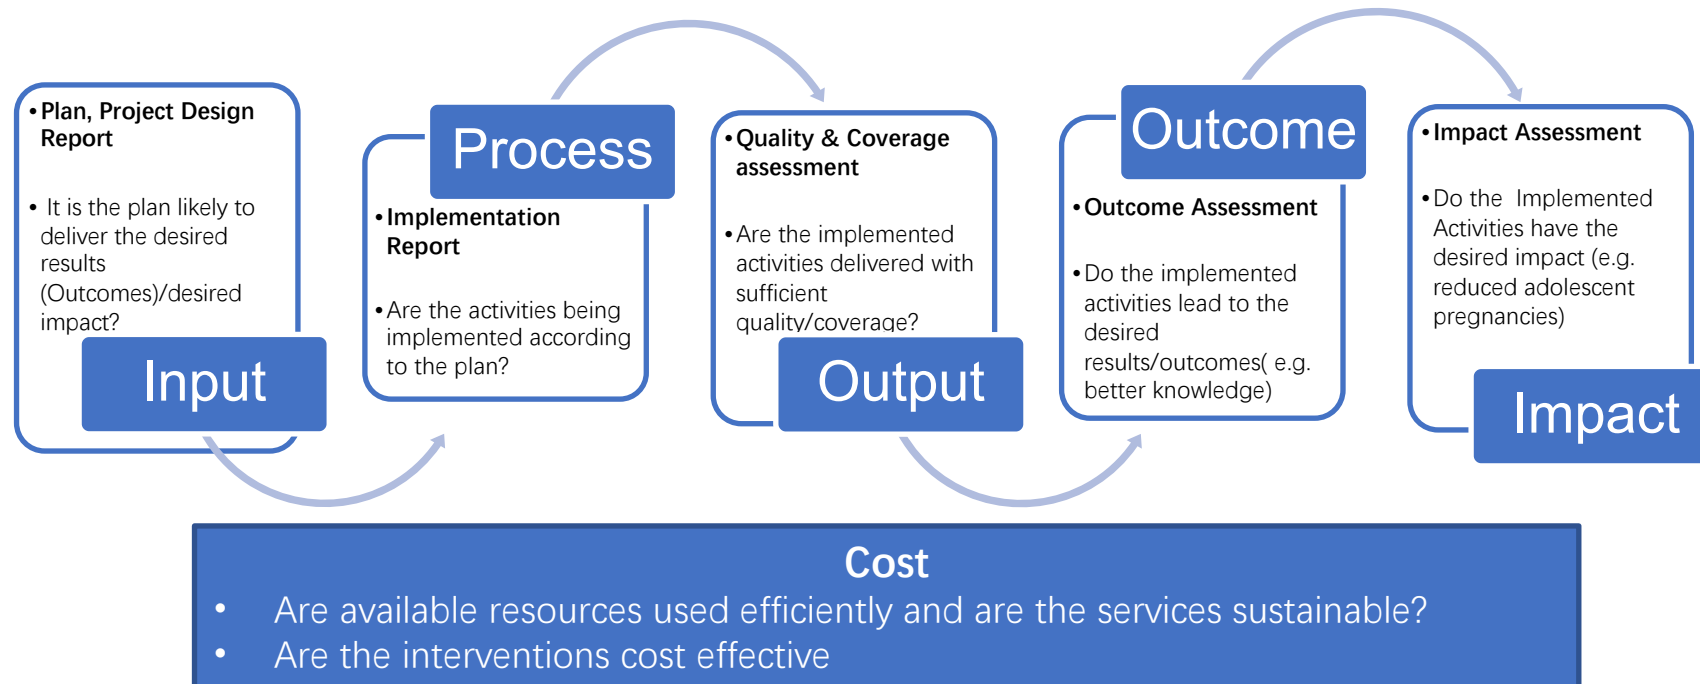 •Plan, Project Design
Report
• It is the plan likely to
deliver the desired
results
(Outcomes)/desired
impact?
Input
Process
•Implementation
Report
•Are the activities being
implemented according
to the plan?
•Quality & Coverage
assessment
•Are the implemented
activities delivered with
sufficient
quality/coverage?
Output
Outcome
•Outcome Assessment
•Do the implemented
activities lead to the
desired
results/outcomes( e.g.
better knowledge)
•Impact Assessment
•Do the Implemented
Activities have the
desired impact (e.g.
reduced adolescent
pregnancies)
Impact
Cost
• Are available resources used efficiently and are the services sustainable?
• Are the interventions cost effective